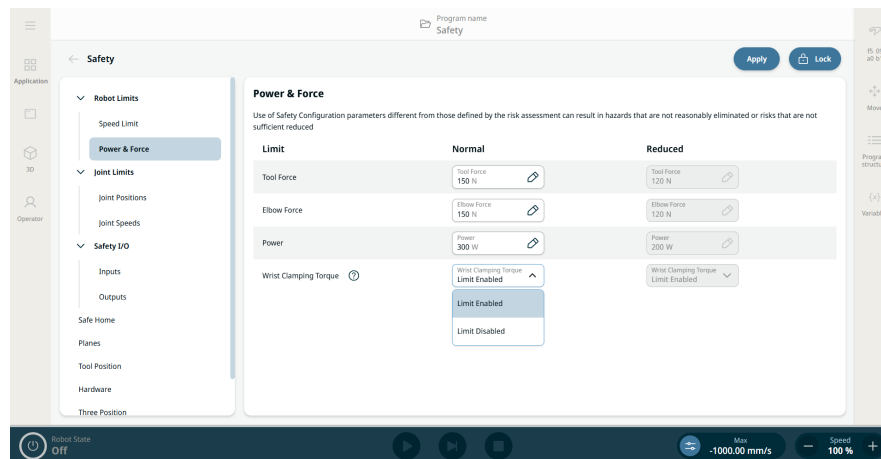 Program name
Safety
Application
3D
Operator
Safety
Apply
Lock
Robot Limits
Speed Limit
Power & Force
Joint Limits
Joint Positions
Joint Speeds
Safety I/O
Inputs
Outputs
Safe Home
Planes
Tool Position
Hardware
Three Position
Power & Force
Use of Safety Configuration parameters different from those defined by the risk assessment can result in hazards that are not reasonably eliminated or risks that are not
sufficient reduced
Limit Normal Reduced
Tool Force
Tool Force
150 N
Tool Force
120 N
Elbow Force
Elbow Force
150 N
Elbow Force
120 N
Power
Power
300 W
Power
200 W
Wrist Clamping Torque ?
Wrist Clamping Torque
Limit Enabled
Wrist Clamping Torque
Limit Enabled
Limit Enabled
Limit Disabled
Move
{x}
Robot State
Off
Max
-1000.00 mm/s
Speed
100 %